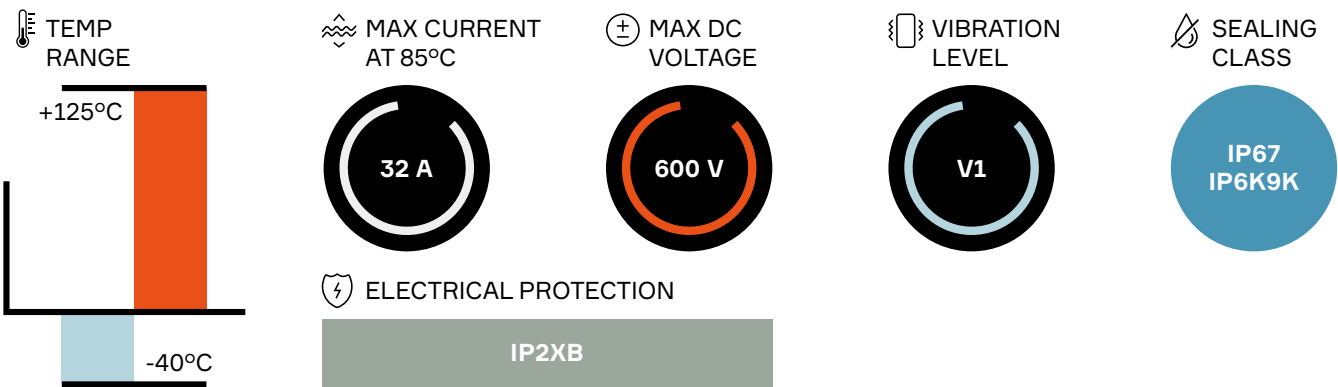 TEMP
RANGE
+125°C
-40°C
MAX CURRENT
AT 85°C
32 A
MAX DC
VOLTAGE
600 V
VIBRATION
LEVEL
V1
SEALING
CLASS
IP67
IP6K9K
ELECTRICAL PROTECTION
IP2XB